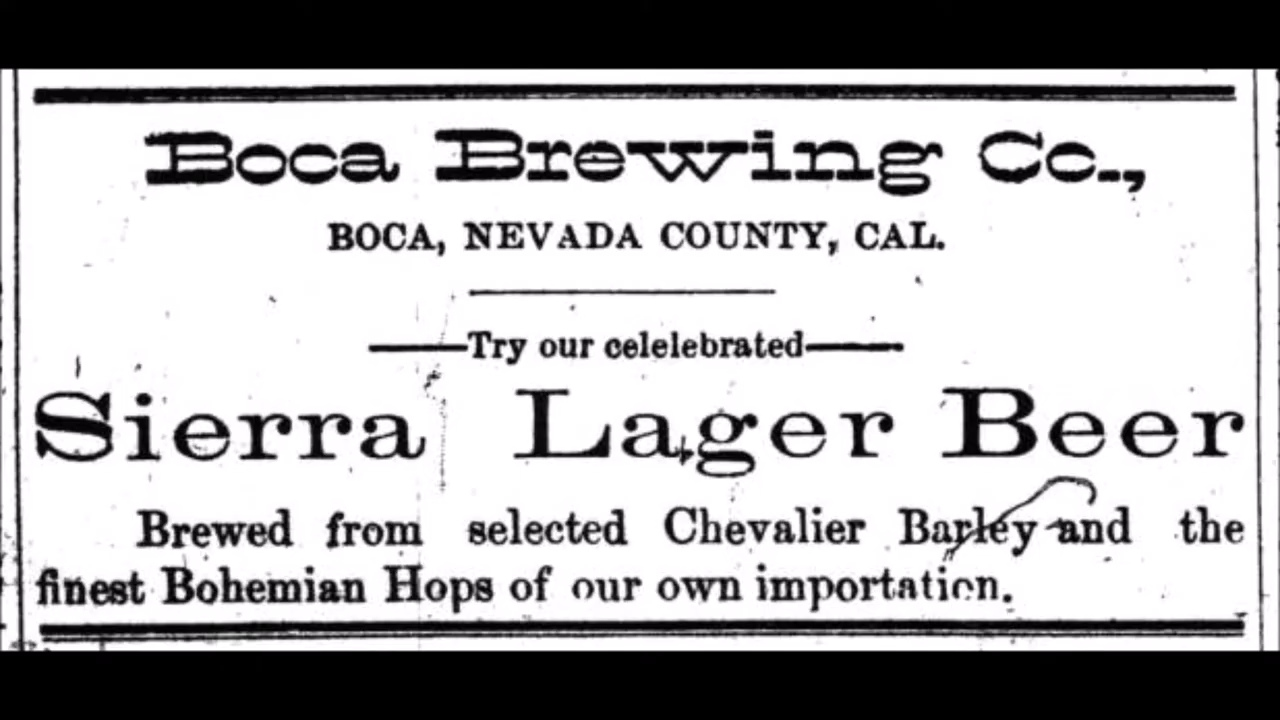 Boca Brewing Co.,
BOCA, NEVADA COUNTY, CAL.
Try our celelebrated
Sierra Lager Beer
Brewed from selected Chevalier Barley and the
finest Bohemian Hops of our own importation.